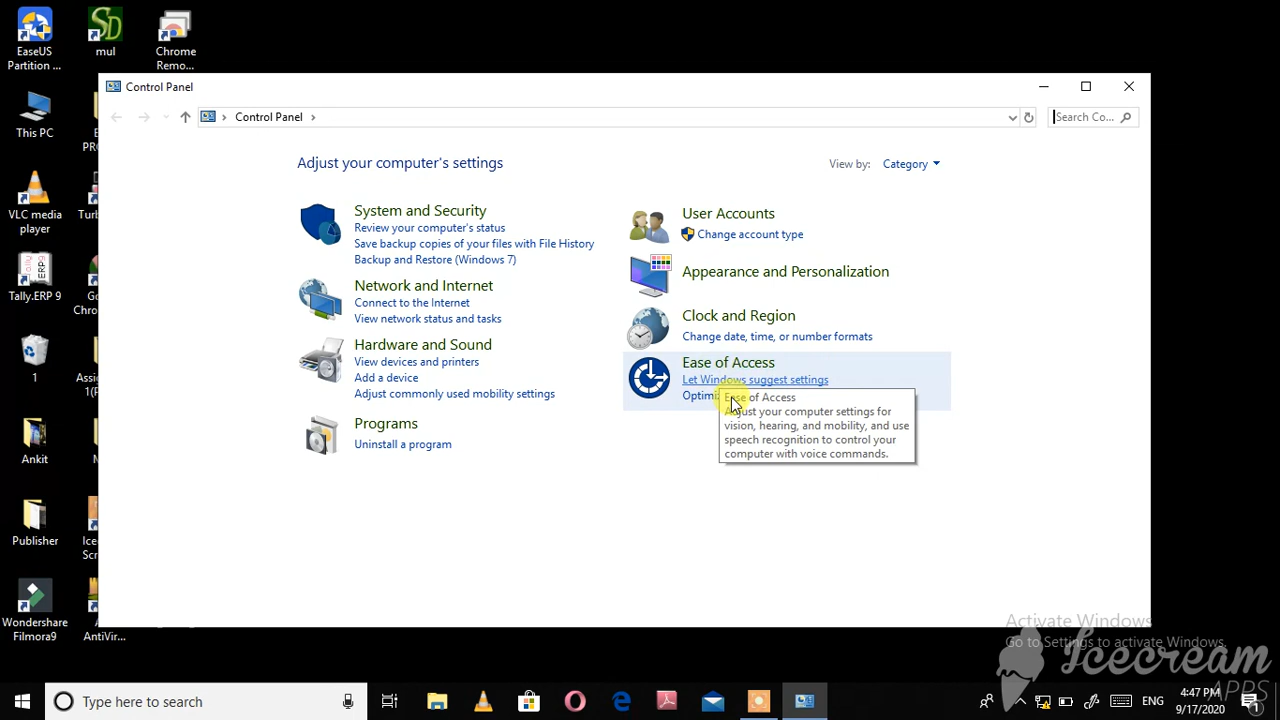 EaseUS
Partition ...
mul
Chrome
Remo...
This PC
VLC media
player
Tally.ERP 9
1
Ankit
Publisher
Wondershare
Filmora9
AntiVir...
Control Panel
Control Panel
Search Co...
Adjust your computer's settings
View by:
Category
System and Security
Review your computer's status
Save backup copies of your files with File History
Backup and Restore (Windows 7)
Network and Internet
Connect to the Internet
View network status and tasks
Hardware and Sound
View devices and printers
Add a device
Adjust commonly used mobility settings
Programs
Uninstall a program
User Accounts
Change account type
Appearance and Personalization
Clock and Region
Change date, time, or number formats
Ease of Access
Let Windows suggest settings
Ease of Access
Adjust your computer settings for
vision, hearing, and mobility, and use
speech recognition to control your
computer with voice commands.
Activate Windows
Go to Settings to activate Windows.
Icecream
APPS
Type here to search
ENG
4:47 PM
9/17/2020
1